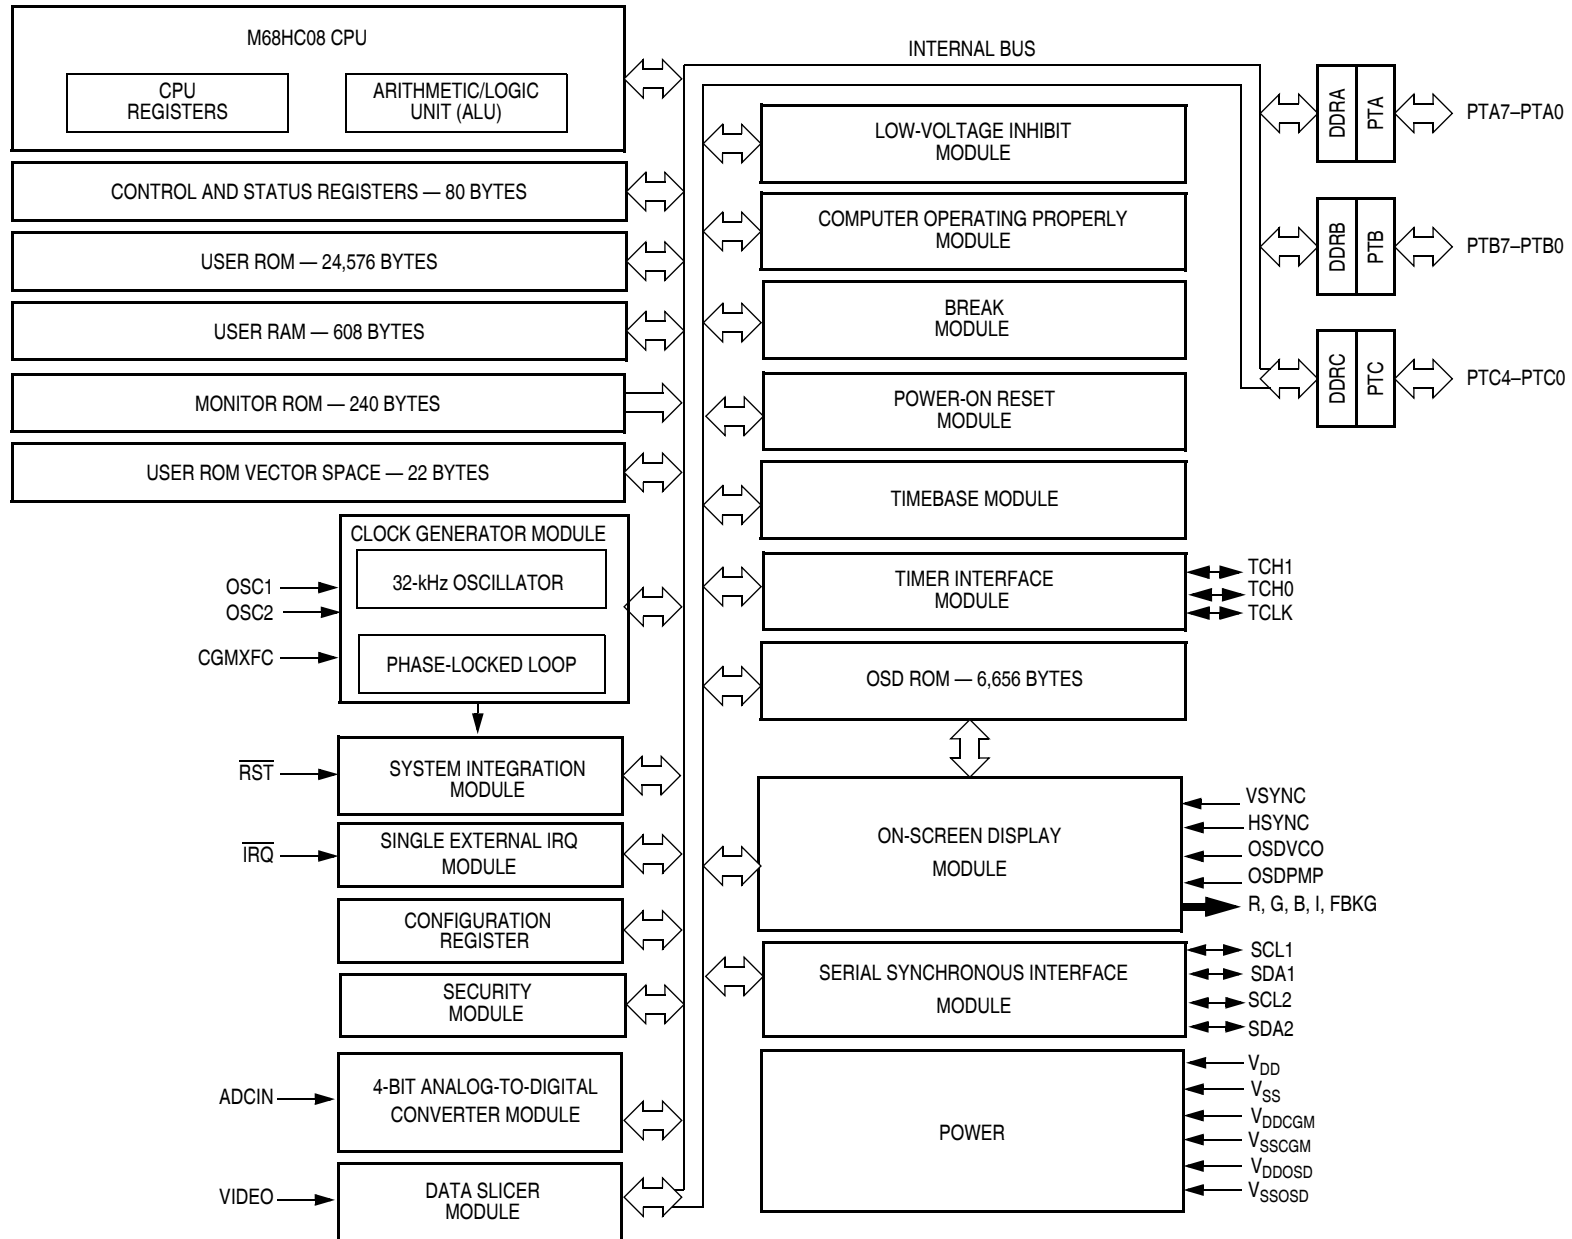 M68HC08 CPU
CPU
REGISTERS
ARITHMETIC/LOGIC
UNIT (ALU)
CONTROL AND STATUS REGISTERS — 80 BYTES
USER ROM — 24,576 BYTES
USER RAM — 608 BYTES
MONITOR ROM — 240 BYTES
USER ROM VECTOR SPACE — 22 BYTES
CLOCK GENERATOR MODULE
32-kHz OSCILLATOR
PHASE-LOCKED LOOP
OSC1
OSC2
CGMXFC
RST
SYSTEM INTEGRATION
MODULE
IRQ
SINGLE EXTERNAL IRQ
MODULE
CONFIGURATION
REGISTER
SECURITY
MODULE
ADCIN
4-BIT ANALOG-TO-DIGITAL
CONVERTER MODULE
VIDEO
DATA SLICER
MODULE
INTERNAL BUS
LOW-VOLTAGE INHIBIT
MODULE
COMPUTER OPERATING PROPERLY
MODULE
BREAK
MODULE
POWER-ON RESET
MODULE
TIMEBASE MODULE
TIMER INTERFACE
MODULE
TCH1
TCH0
TCLK
OSD ROM — 6,656 BYTES
ON-SCREEN DISPLAY
MODULE
VSYNC
HSYNC
OSDVCO
OSDPMP
R, G, B, I, FBKG
SERIAL SYNCHRONOUS INTERFACE
MODULE
SCL1
SDA1
SCL2
SDA2
POWER
VDD
VSS
VDDCGM
VSSCGM
VDDOSD
VSSOSD
DDRA
PTA
PTA7–PTA0
DDRB
PTB
PTB7–PTB0
DDRC
PTC
PTC4–PTC0